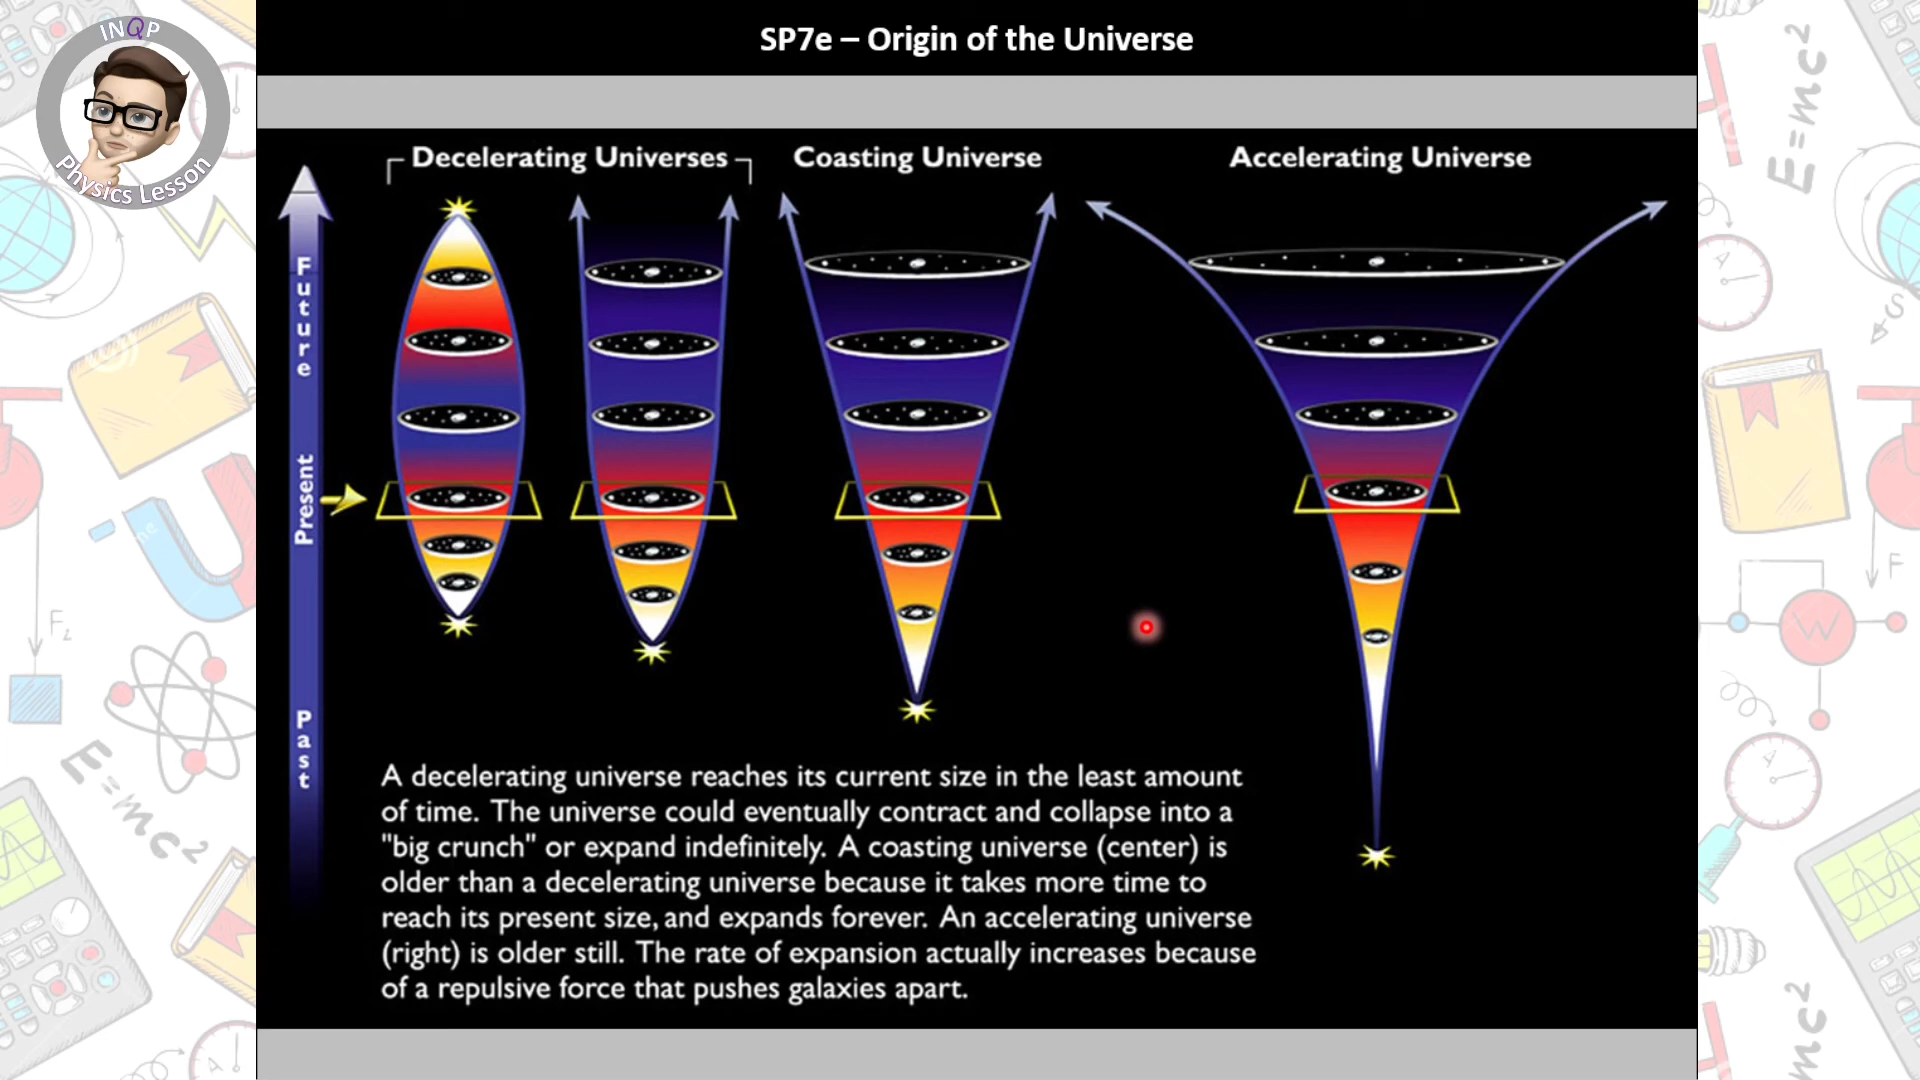 INQP
Physics Lesson
SP7e – Origin of the Universe
Decelerating Universes
Coasting Universe
Accelerating Universe
Future
Present
Past
A decelerating universe reaches its current size in the least amount
of time. The universe could eventually contract and collapse into a
"big crunch" or expand indefinitely. A coasting universe (center) is
older than a decelerating universe because it takes more time to
reach its present size, and expands forever. An accelerating universe
(right) is older still. The rate of expansion actually increases because
of a repulsive force that pushes galaxies apart.
E=mc²
F₂
E=mc²
A
S
F
W
A
mc²
A